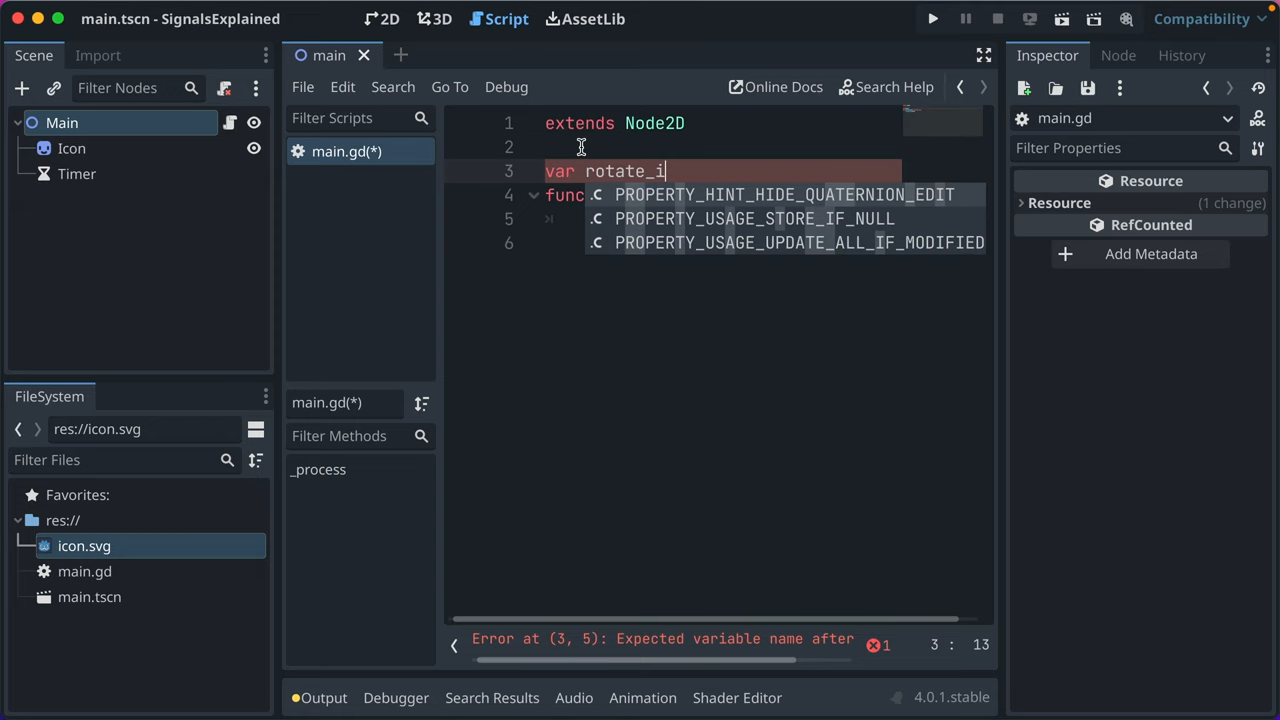 main.tscn - SignalsExplained
2D
3D
Script
AssetLib
Compatibility
Scene
Import
Filter Nodes
Main
Icon
Timer
FileSystem
res://icon.svg
Filter Files
Favorites:
res://
icon.svg
main.gd
main.tscn
main
File
Edit
Search
Go To
Debug
Online Docs
Search Help
Filter Scripts
main.gd(*)
main.gd(*)
Filter Methods
_process
1 extends Node2D
2
3 var rotate_i
4 func
5
6
.C PROPERTY_HINT_HIDE_QUATERNION_EDIT
.C PROPERTY_USAGE_STORE_IF_NULL
.C PROPERTY_USAGE_UPDATE_ALL_IF_MODIFIED
Error at (3, 5): Expected variable name after
1
3 : 13
Output
Debugger
Search Results
Audio
Animation
Shader Editor
4.0.1.stable
Inspector
Node
History
main.gd
Filter Properties
Resource
Resource (1 change)
RefCounted
Add Metadata